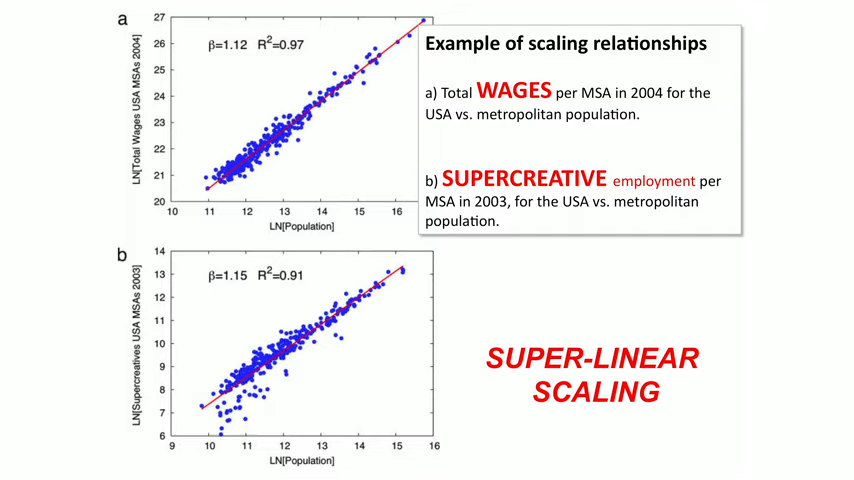 a
27
26
25
24
23
22
21
20
β=1.12 R²=0.97
LN[Total Wages USA MSAs 2004]
10 11 12 13 14 15 16
LN[Population]
Example of scaling relationships
a) Total WAGES per MSA in 2004 for the
USA vs. metropolitan population.
b) SUPERCREATIVE employment per
MSA in 2003, for the USA vs. metropolitan
population.
b
14
13
12
11
10
9
8
7
6
β=1.15 R²=0.91
LN[Supercreatives USA MSAs 2003]
9 10 11 12 13 14 15 16
LN[Population]
SUPER-LINEAR
SCALING